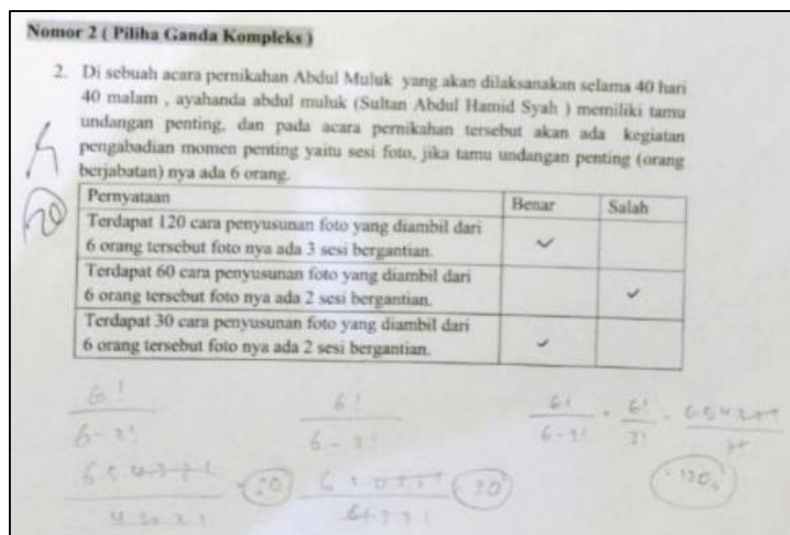 Nomor 2 ( Piliha Ganda Kompleks )
2. Di sebuah acara pernikahan Abdul Muluk yang akan dilaksanakan selama 40 hari
40 malam , ayahanda abdul muluk (Sultan Abdul Hamid Syah ) memiliki tamu
undangan penting, dan pada acara pernikahan tersebut akan ada kegiatan
pengabadian momen penting yaitu sesi foto, jika tamu undangan penting (orang
berjabatan) nya ada 6 orang.
Pernyataan Benar Salah
Terdapat 120 cara penyusunan foto yang diambil dari
6 orang tersebut foto nya ada 3 sesi bergantian. ✓
Terdapat 60 cara penyusunan foto yang diambil dari
6 orang tersebut foto nya ada 2 sesi bergantian. ✓
Terdapat 30 cara penyusunan foto yang diambil dari
6 orang tersebut foto nya ada 2 sesi bergantian. ✓
6! 6! 6! 6!
120